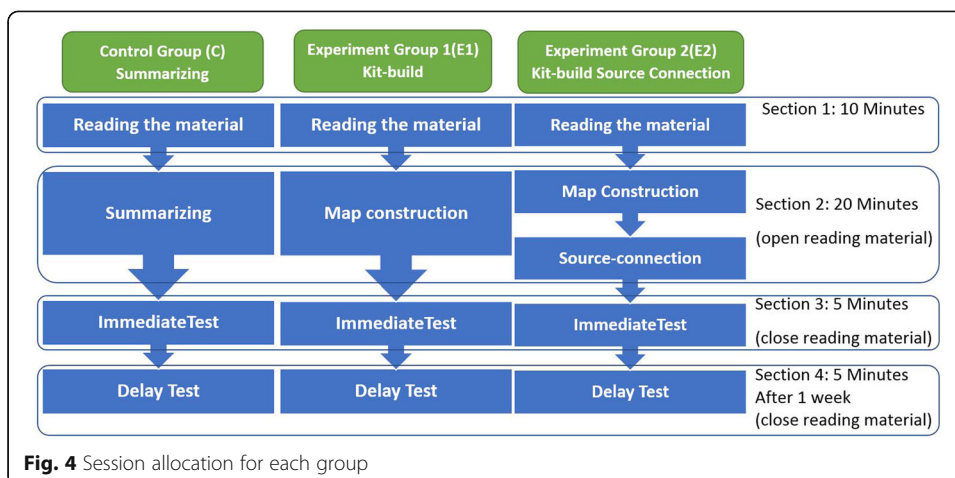 Control Group (C)
Summarizing
Experiment Group 1(E1)
Kit-build
Experiment Group 2(E2)
Kit-build Source Connection
Reading the material
Reading the material
Reading the material
Section 1: 10 Minutes
Summarizing
Map construction
Map Construction
Source-connection
Section 2: 20 Minutes
(open reading material)
ImmediateTest
ImmediateTest
ImmediateTest
Section 3: 5 Minutes
(close reading material)
Delay Test
Delay Test
Delay Test
Section 4: 5 Minutes
After 1 week
(close reading material)
Fig. 4 Session allocation for each group